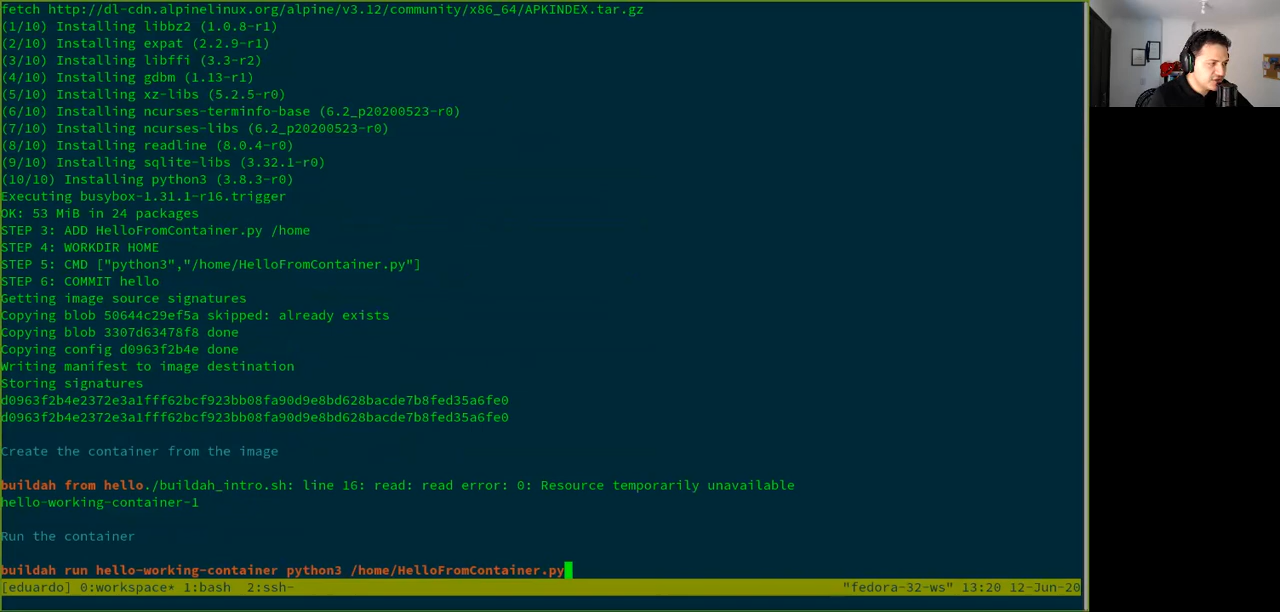 fetch http://dl-cdn.alpinelinux.org/alpine/v3.12/community/x86_64/APKINDEX.tar.gz
(1/10) Installing libbz2 (1.0.8-r1)
(2/10) Installing expat (2.2.9-r1)
(3/10) Installing libffi (3.3-r2)
(4/10) Installing gdbm (1.13-r1)
(5/10) Installing xz-libs (5.2.5-r0)
(6/10) Installing ncurses-terminfo-base (6.2_p20200523-r0)
(7/10) Installing ncurses-libs (6.2_p20200523-r0)
(8/10) Installing readline (8.0.4-r0)
(9/10) Installing sqlite-libs (3.32.1-r0)
(10/10) Installing python3 (3.8.3-r0)
Executing busybox-1.31.1-r16.trigger
OK: 53 MiB in 24 packages
STEP 3: ADD HelloFromContainer.py /home
STEP 4: WORKDIR HOME
STEP 5: CMD ["python3","/home/HelloFromContainer.py"]
STEP 6: COMMIT hello
Getting image source signatures
Copying blob 50644c29ef5a skipped: already exists
Copying blob 3307d63478f8 done
Copying config d0963f2b4e done
Writing manifest to image destination
Storing signatures
d0963f2b4e2372e3a1fff62bcf923bb08fa90d9e8bd628bacde7b8fed35a6fe0
d0963f2b4e2372e3a1fff62bcf923bb08fa90d9e8bd628bacde7b8fed35a6fe0
Create the container from the image
buildah from hello./buildah_intro.sh: line 16: read: read error: 0: Resource temporarily unavailable
hello-working-container-1
Run the container
buildah run hello-working-container python3 /home/HelloFromContainer.py
[eduardo] 0:workspace* 1:bash  2:ssh- "fedora-32-ws" 13:20 12-Jun-20